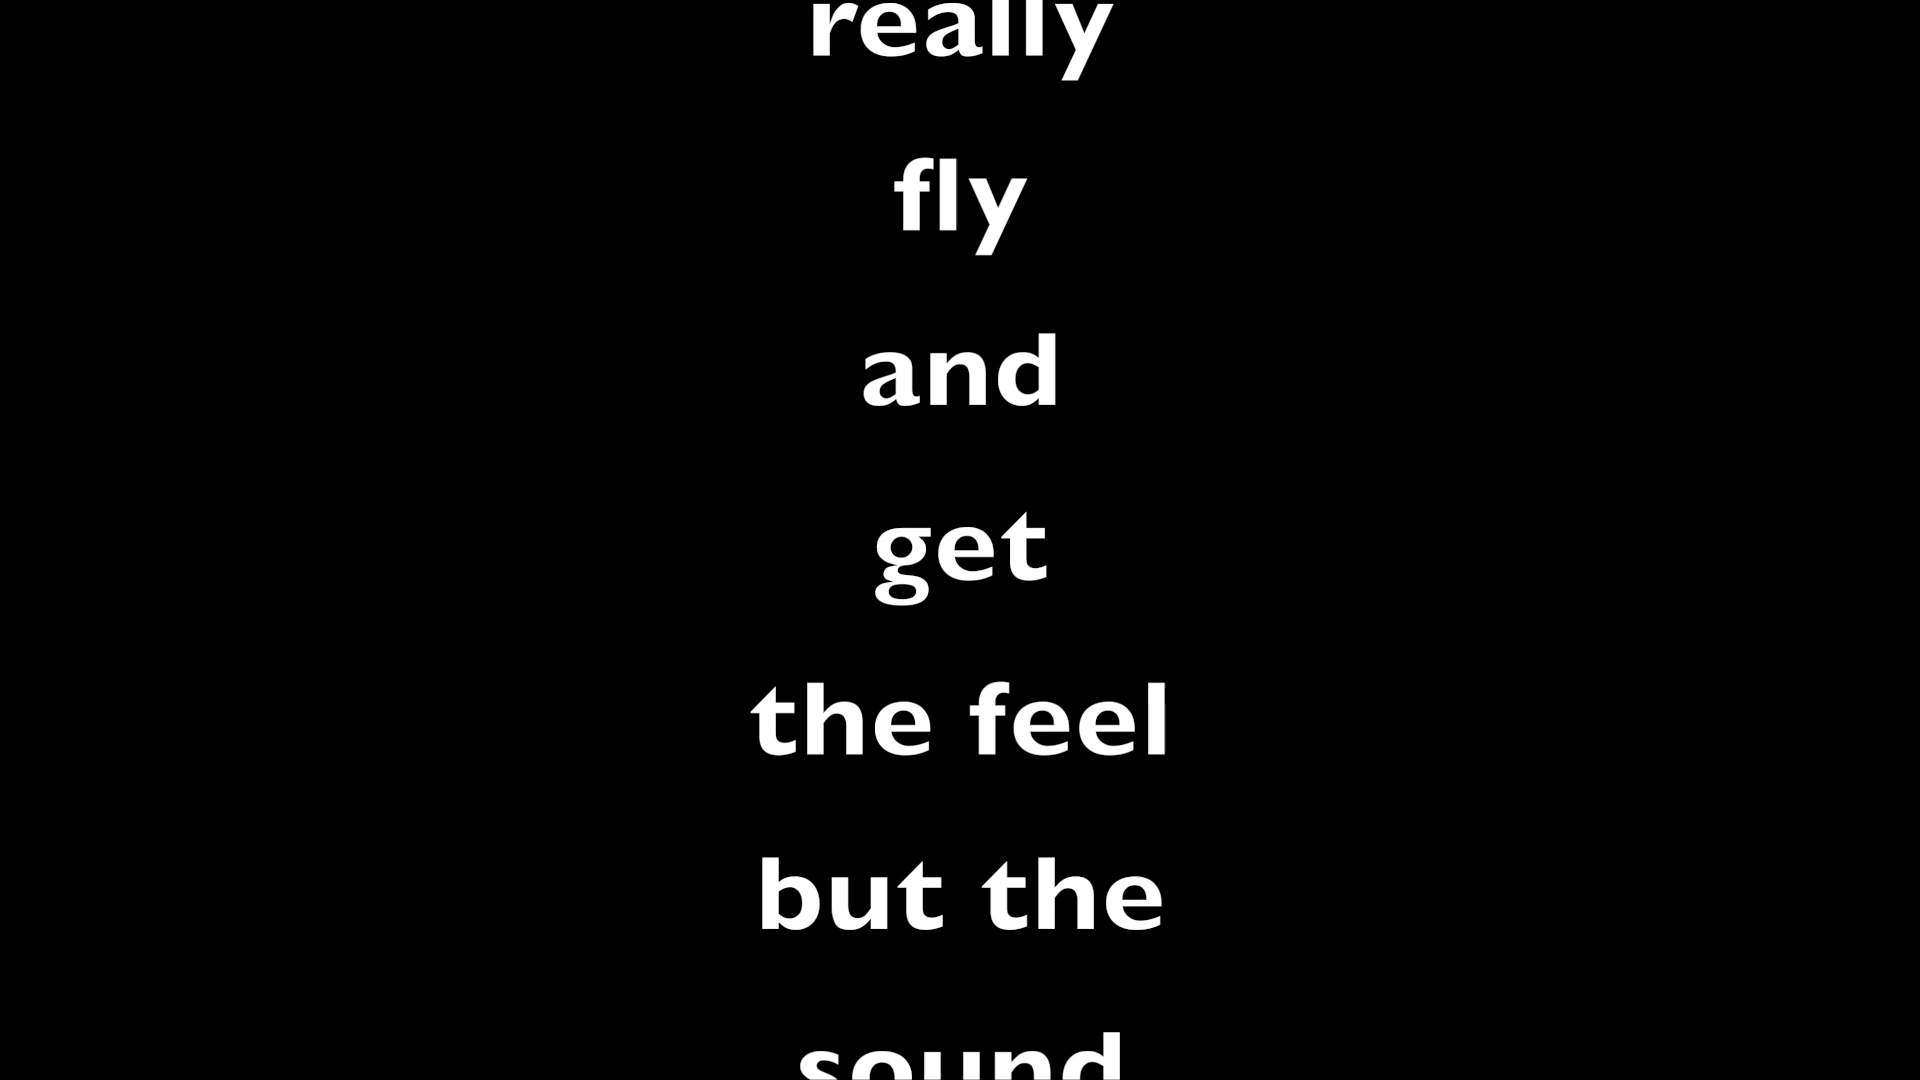 really
fly
and
get
the feel
but the
sound